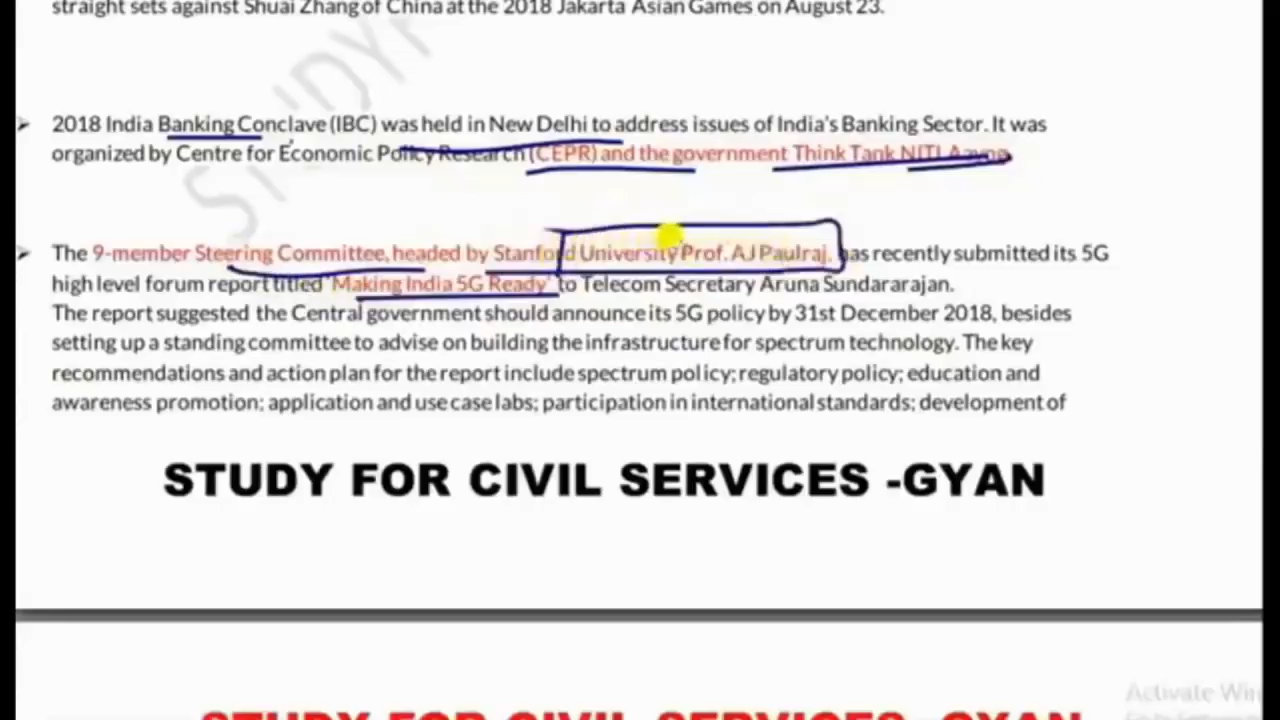 straight sets against Shuai Zhang of China at the 2018 Jakarta Asian Games on August 23.
2018 India Banking Conclave (IBC) was held in New Delhi to address issues of India's Banking Sector. It was
organized by Centre for Economic Policy Research (CEPR) and the government Think Tank NITI Aayog.
The 9-member Steering Committee, headed by Stanford University Prof. AJ Paulraj, has recently submitted its 5G
high level forum report titled 'Making India 5G Ready' to Telecom Secretary Aruna Sundararajan.
The report suggested the Central government should announce its 5G policy by 31st December 2018, besides
setting up a standing committee to advise on building the infrastructure for spectrum technology. The key
recommendations and action plan for the report include spectrum policy; regulatory policy; education and
awareness promotion; application and use case labs; participation in international standards; development of
STUDY FOR CIVIL SERVICES -GYAN
STUDY FOR CIVIL SERVICES -GYAN
Activate Win